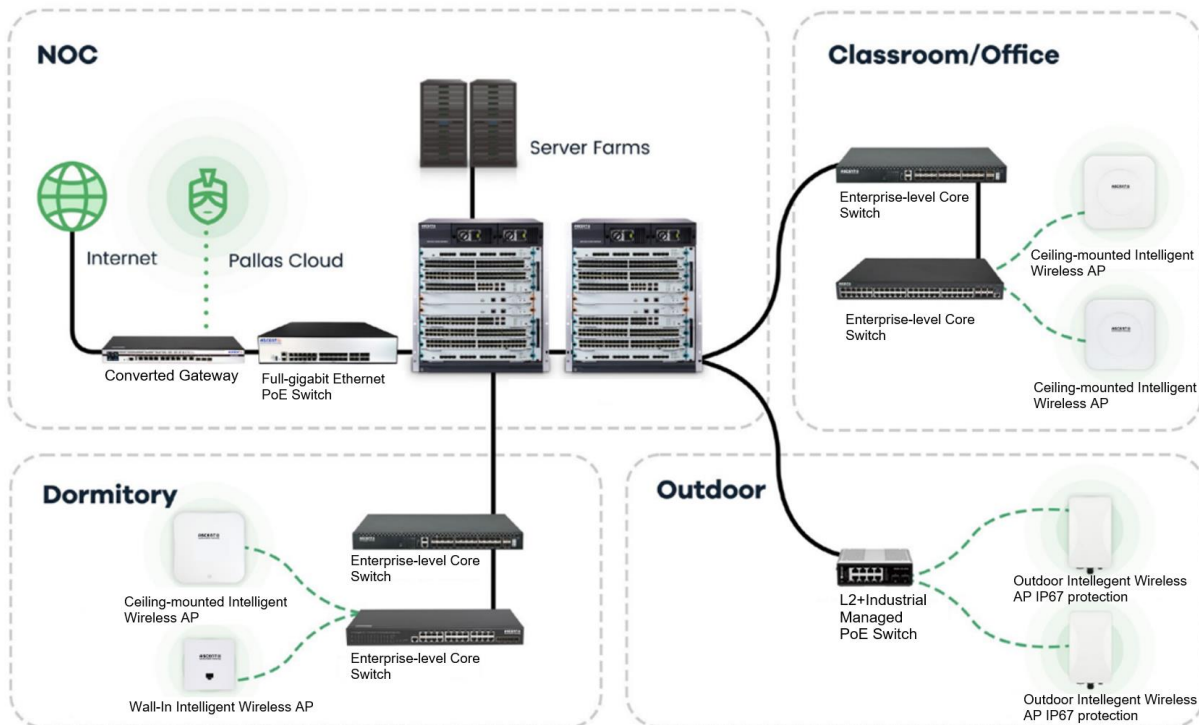 NOC
Server Farms
Internet
Pallas Cloud
Converted Gateway
Full-gigabit Ethernet
PoE Switch
Classroom/Office
Enterprise-level Core
Switch
Ceiling-mounted Intelligent
Wireless AP
Enterprise-level Core
Switch
Ceiling-mounted Intelligent
Wireless AP
Dormitory
Enterprise-level Core
Switch
Ceiling-mounted Intelligent
Wireless AP
Enterprise-level Core
Switch
Wall-In Intelligent Wireless AP
Outdoor
L2+Industrial
Managed
PoE Switch
Outdoor Intellegent Wireless
AP IP67 protection
Outdoor Intellegent Wireless
AP IP67 protection